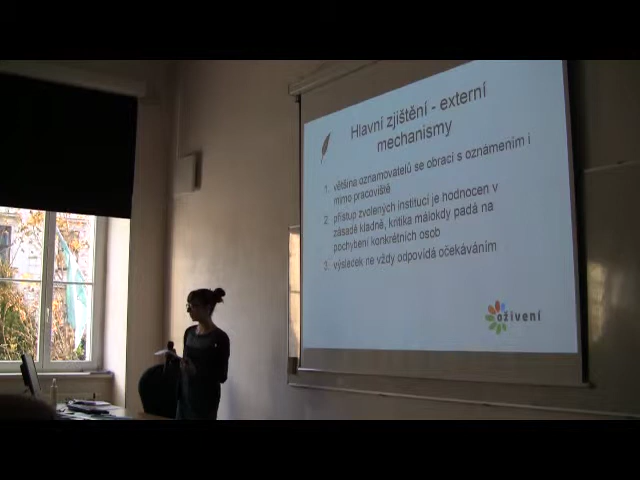 Hlavní zjištění - externí
mechanismy
1. většina oznamovatelů se obrací s oznámením i
mimo pracoviště
2. přístup zvolených institucí je hodnocen v
zásadě kladně, kritika málokdy padá na
pochybení konkrétních osob
3. výsledek ne vždy odpovídá očekáváním
oživení